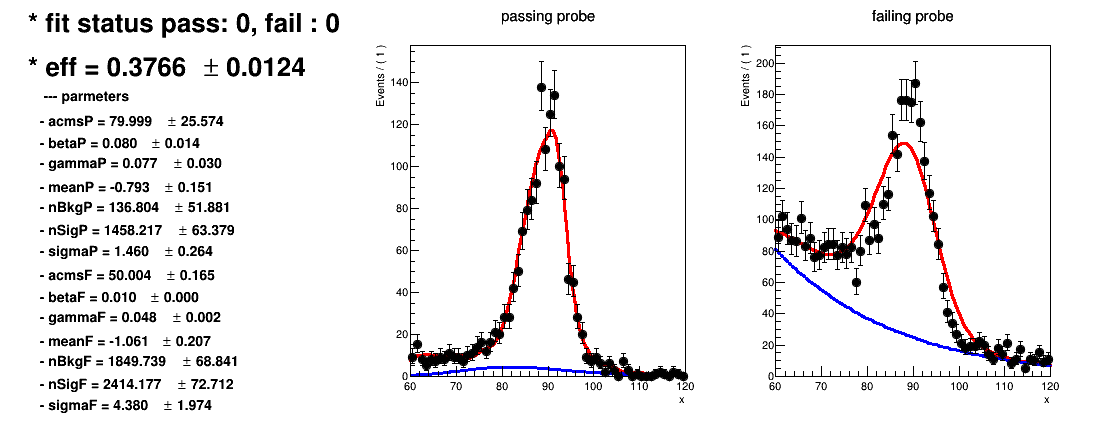 * fit status pass: 0, fail : 0
* eff = 0.3766 ± 0.0124
--- parmeters
- acmsP = 79.999 ± 25.574
- betaP = 0.080 ± 0.014
- gammaP = 0.077 ± 0.030
- meanP = -0.793 ± 0.151
- nBkgP = 136.804 ± 51.881
- nSigP = 1458.217 ± 63.379
- sigmaP = 1.460 ± 0.264
- acmsF = 50.004 ± 0.165
- betaF = 0.010 ± 0.000
- gammaF = 0.048 ± 0.002
- meanF = -1.061 ± 0.207
- nBkgF = 1849.739 ± 68.841
- nSigF = 2414.177 ± 72.712
- sigmaF = 4.380 ± 1.974
passing probe
Events / ( 1 )
140
120
100
80
60
40
20
0
60 70 80 90 100 110 120
x
failing probe
Events / ( 1 )
200
180
160
140
120
100
80
60
40
20
0
60 70 80 90 100 110 120
x